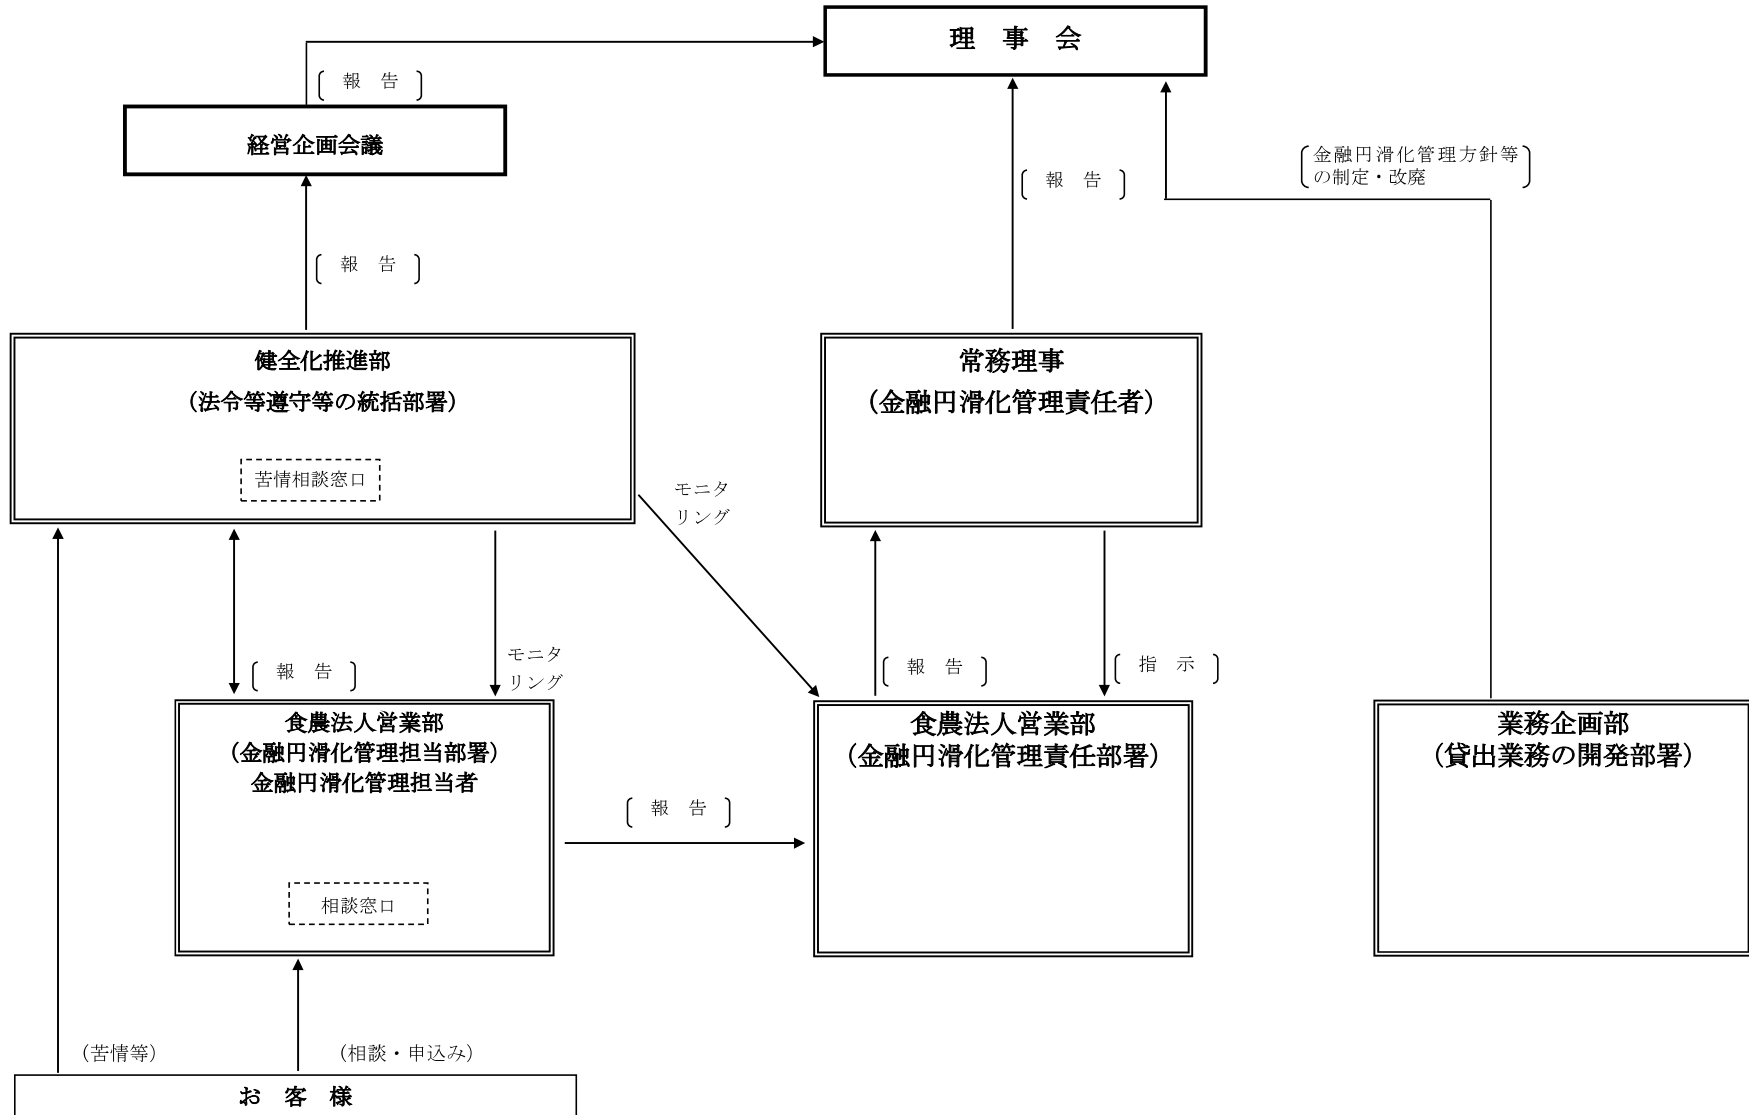 理　事　会
〔　報　告　〕
経営企画会議
〔金融円滑化管理方針等
の制定・改廃〕
〔　報　告　〕
〔　報　告　〕
健全化推進部
（法令等遵守等の統括部署）
苦情相談窓口
常務理事
（金融円滑化管理責任者）
モニタ
リング
〔　報　告　〕
モニタ
リング
〔　報　告　〕
〔　指　示　〕
食農法人営業部
（金融円滑化管理担当部署）
金融円滑化管理担当者
相談窓口
〔　報　告　〕
食農法人営業部
（金融円滑化管理責任部署）
業務企画部
（貸出業務の開発部署）
（苦情等）
（相談・申込み）
お　客　様